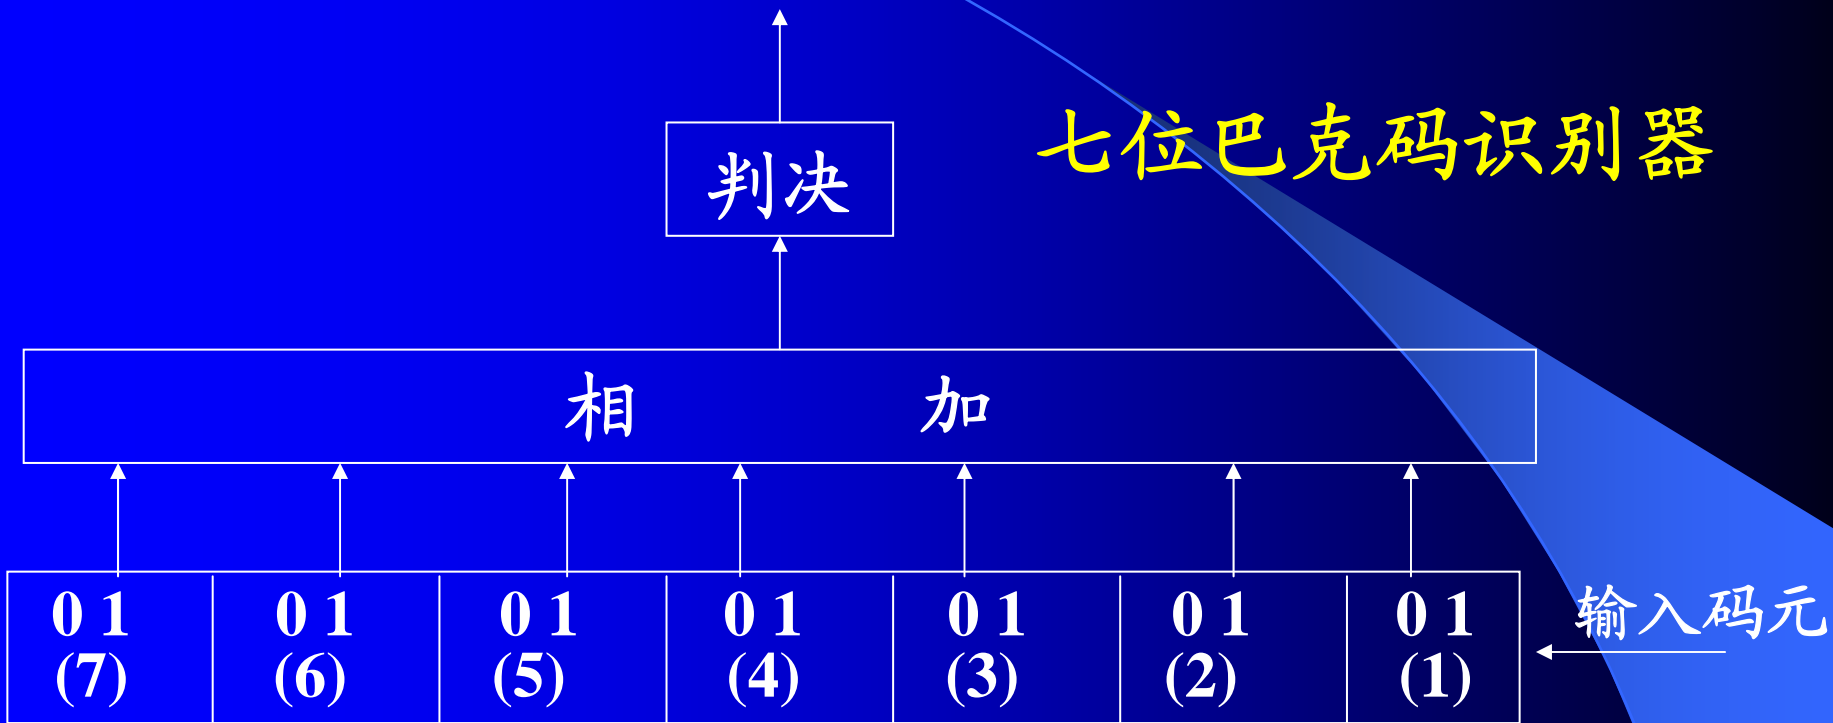 七位巴克码识别器
判决
相 加
0 1 0 1 0 1 0 1 0 1 0 1 0 1
(7) (6) (5) (4) (3) (2) (1)
输入码元